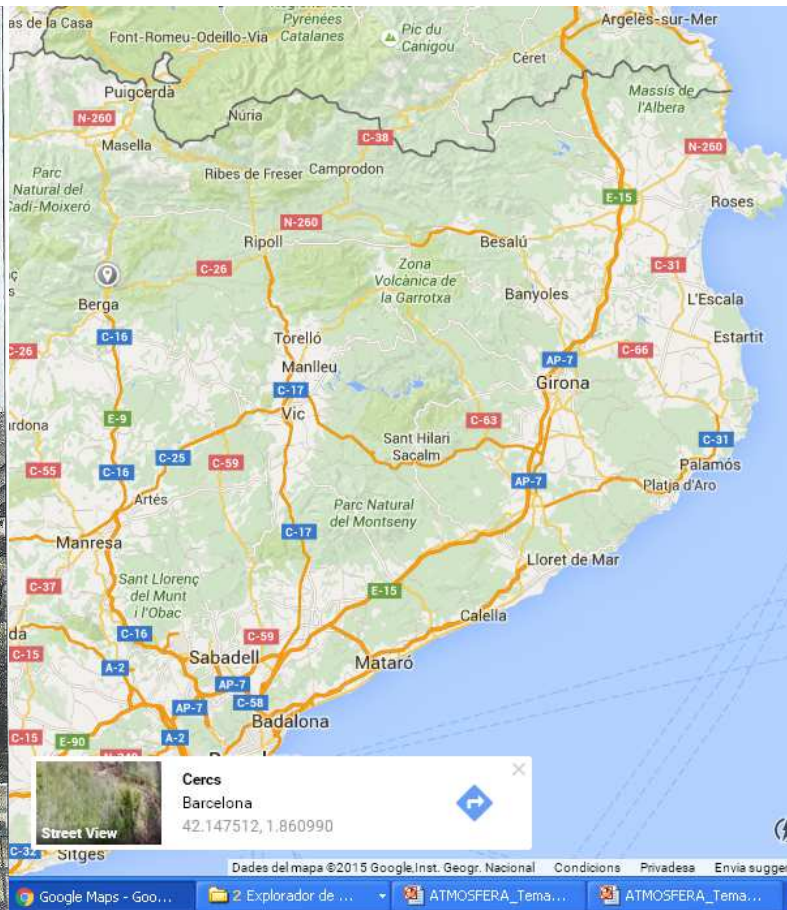 as de la Casa
Pyrénées
Catalanes
Argelès-sur-Mer
Font-Romeu-Odeillo-Via
Pic du
Canigou
Céret
Puigcerdà
Massís de
l'Albera
Núria
N-260
C-38
Masella
N-260
Parc
Natural del
Cadí-Moixeró
Ribes de Freser
Camprodon
E-15
Roses
N-260
Ripoll
Besalú
C-26
Zona
Volcànica de
la Garrotxa
C-31
Berga
Banyoles
L'Escala
C-16
Torelló
Estartit
C-26
Manlleu
AP-7
C-66
Girona
C-17
Vic
E-9
rdona
C-63
Sant Hilari
Sacalm
C-31
C-25
C-59
C-55
C-16
Palamós
AP-7
Platja d'Aro
Artés
Parc Natural
del Montseny
C-17
Manresa
Lloret de Mar
C-37
Sant Llorenç
del Munt
i l'Obac
E-15
Calella
da
C-16
C-59
C-15
A-2
Sabadell
Mataró
AP-7
AP-7
C-58
Badalona
C-15
E-90
A-2
Cercs
Barcelona
42.147512, 1.860990
Street View
C-32
Sitges
Dades del mapa ©2015 Google,Inst. Geogr. Nacional Condicions Privadesa Envia sugger
Google Maps - Goo...
2 Explorador de ...
ATMOSFERA_Tema...
ATMOSFERA_Tema...